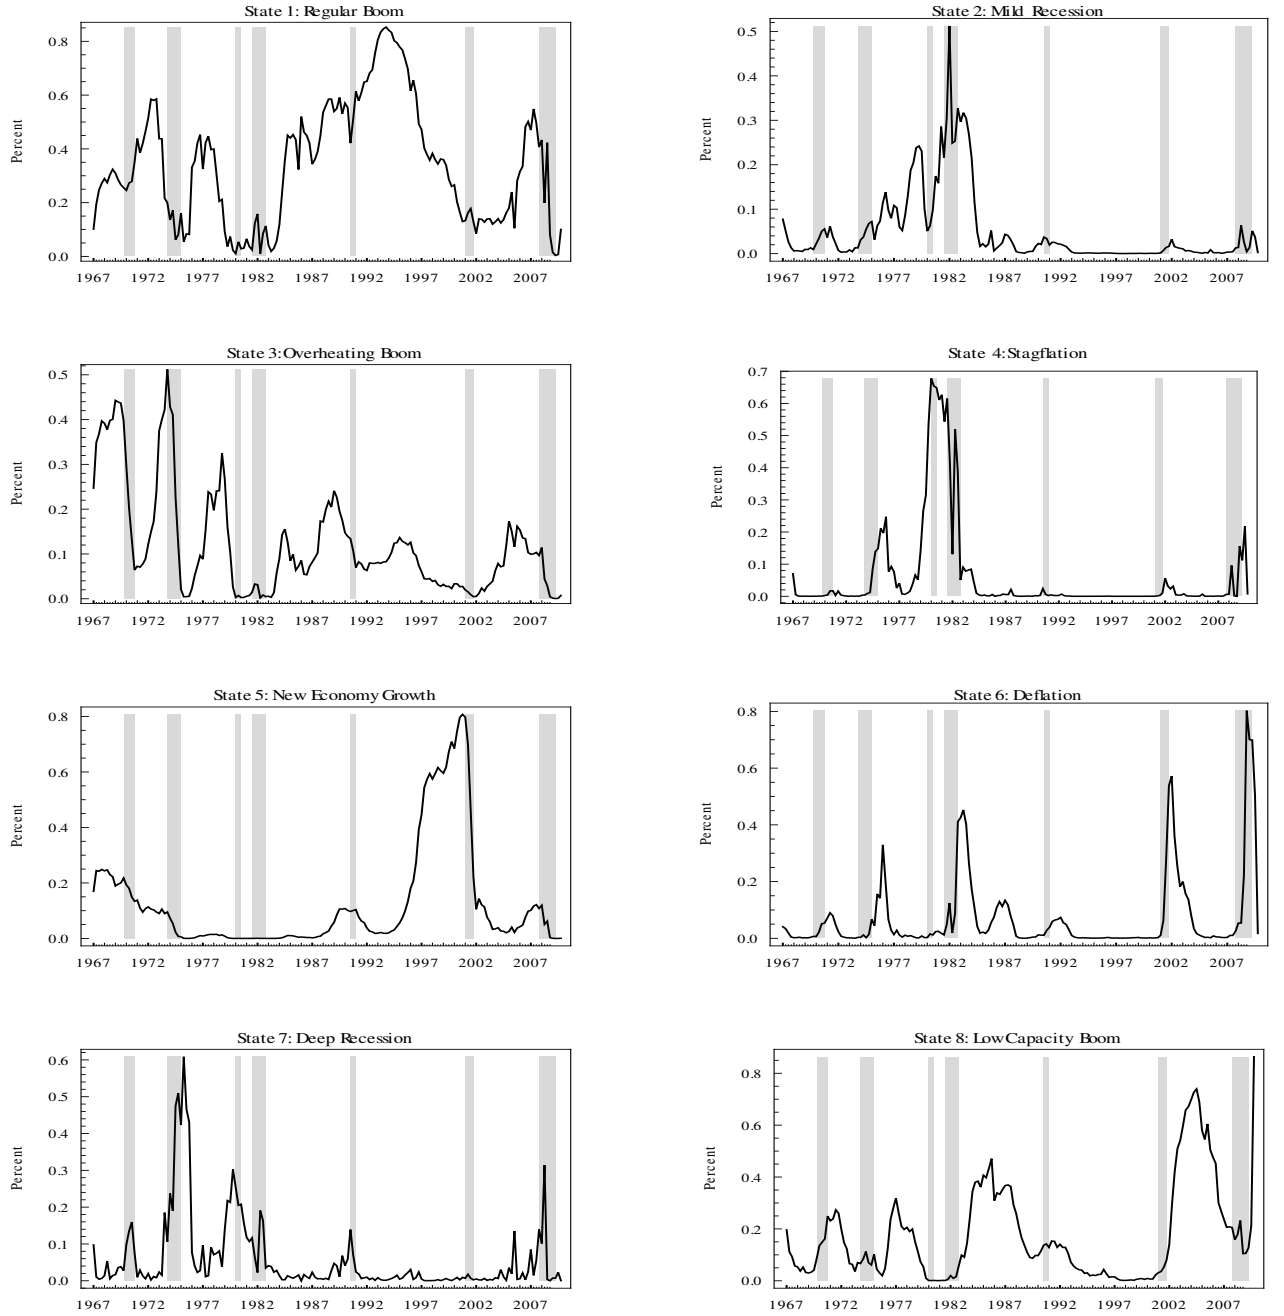 State 1: Regular Boom
Percent
0.8
0.6
0.4
0.2
0.0
1967 1972 1977 1982 1987 1992 1997 2002 2007
State 2: Mild Recession
Percent
0.5
0.4
0.3
0.2
0.1
0.0
1967 1972 1977 1982 1987 1992 1997 2002 2007
State 3: Overheating Boom
Percent
0.5
0.4
0.3
0.2
0.1
0.0
1967 1972 1977 1982 1987 1992 1997 2002 2007
State 4: Stagflation
Percent
0.7
0.6
0.5
0.4
0.3
0.2
0.1
0.0
1967 1972 1977 1982 1987 1992 1997 2002 2007
State 5: New Economy Growth
Percent
0.8
0.6
0.4
0.2
0.0
1967 1972 1977 1982 1987 1992 1997 2002 2007
State 6: Deflation
Percent
0.8
0.6
0.4
0.2
0.0
1967 1972 1977 1982 1987 1992 1997 2002 2007
State 7: Deep Recession
Percent
0.6
0.5
0.4
0.3
0.2
0.1
0.0
1967 1972 1977 1982 1987 1992 1997 2002 2007
State 8: Low Capacity Boom
Percent
0.8
0.6
0.4
0.2
0.0
1967 1972 1977 1982 1987 1992 1997 2002 2007